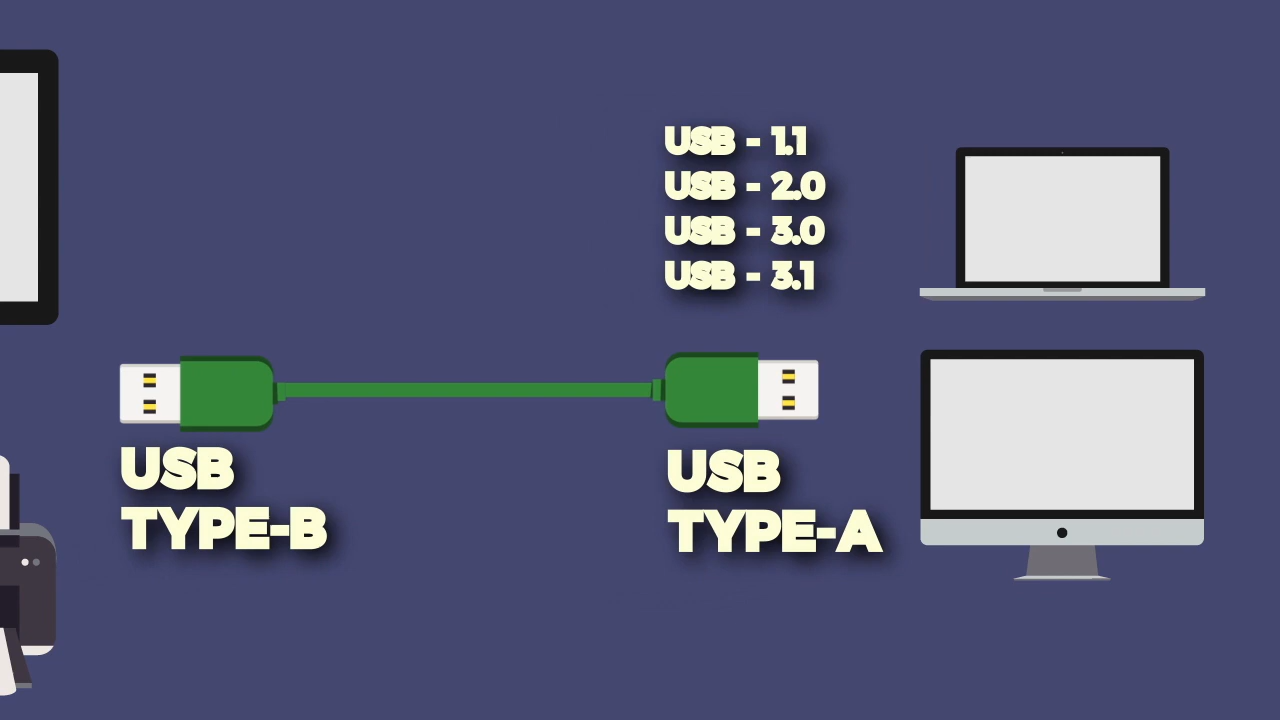 USB - 1.1
USB - 2.0
USB - 3.0
USB - 3.1
USB
TYPE-B
USB
TYPE-A